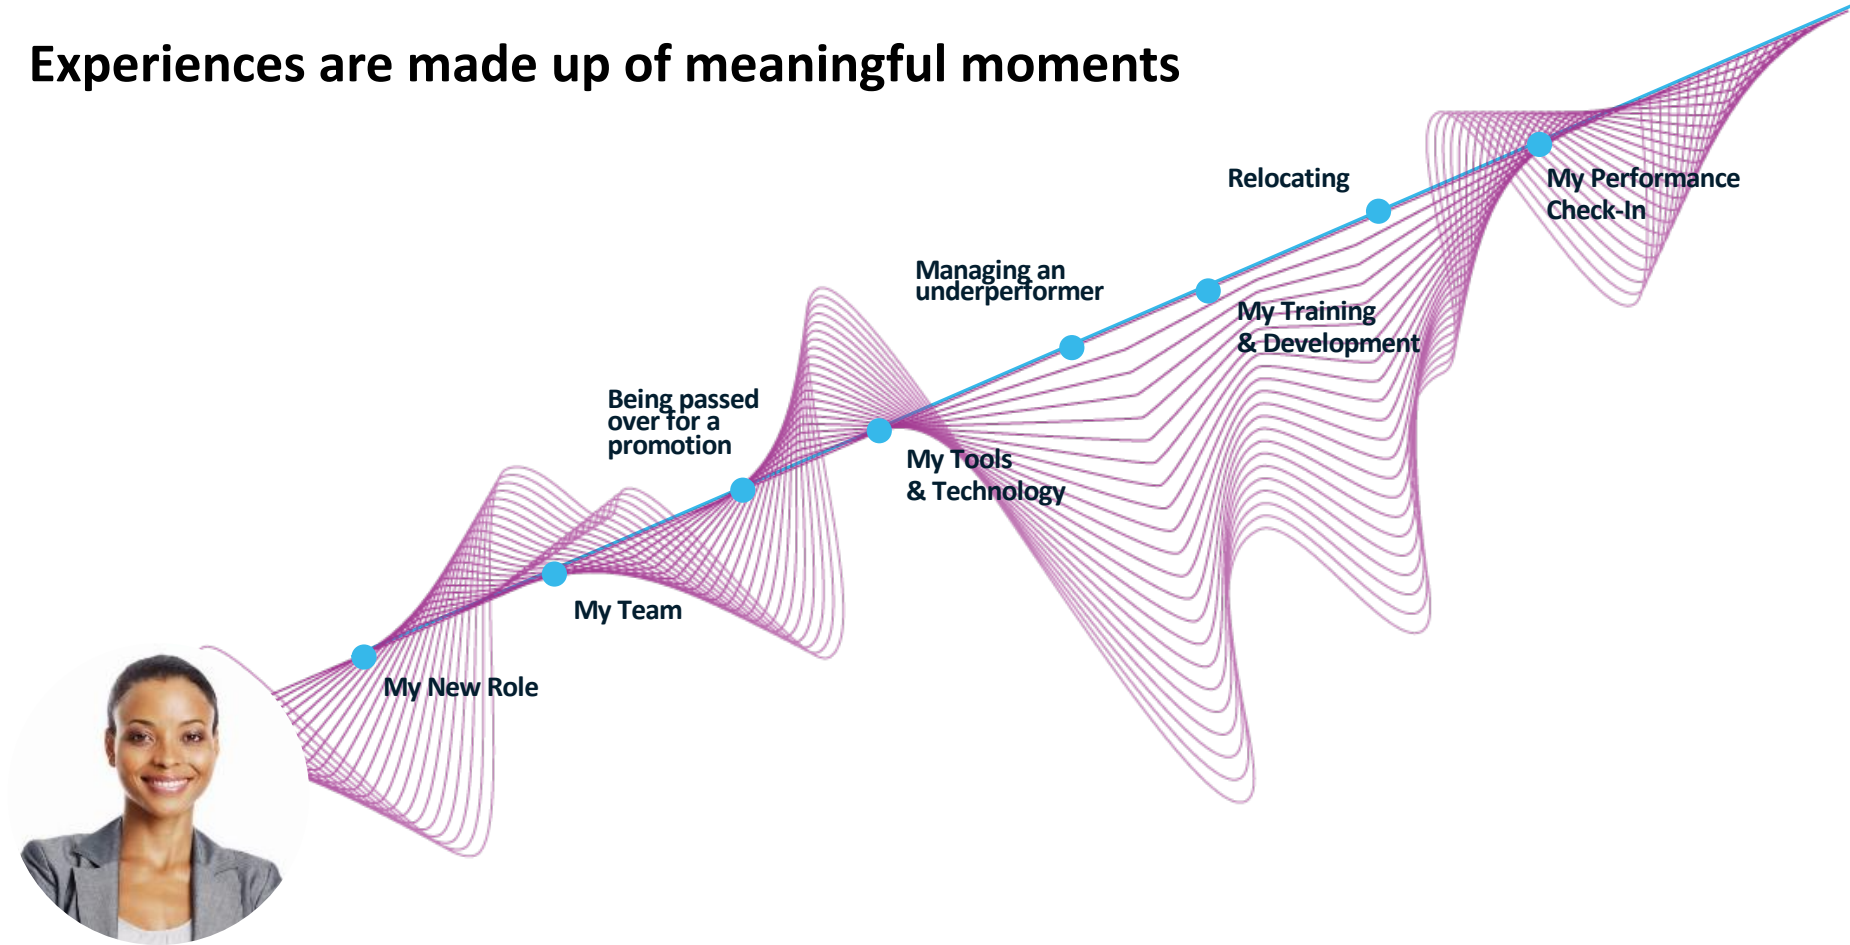 Experiences are made up of meaningful moments
Relocating
My Performance
Check-In
Managing an
underperformer
My Training
& Development
Being passed
over for a
promotion
My Tools
& Technology
My Team
My New Role